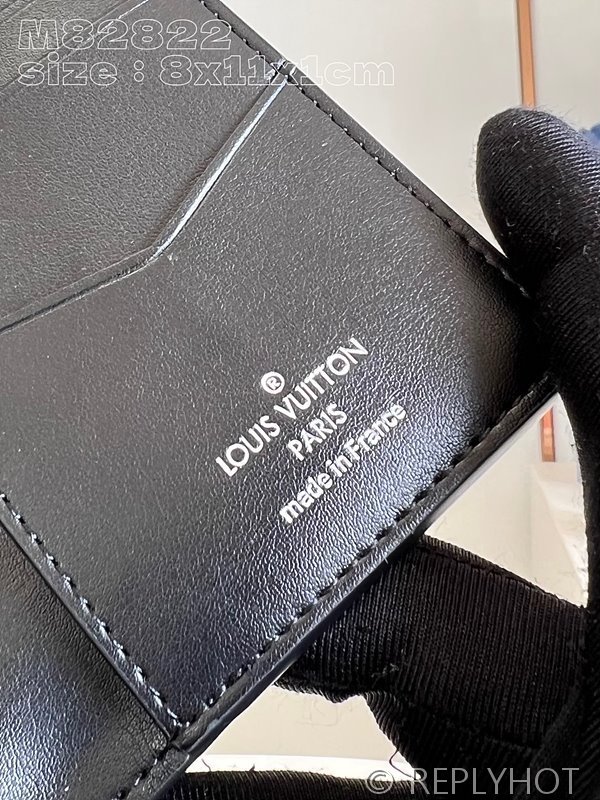 M82822
size : 8x11x1cm
®
LOUIS VUITTON
PARIS
made in France
© REPLYHOT